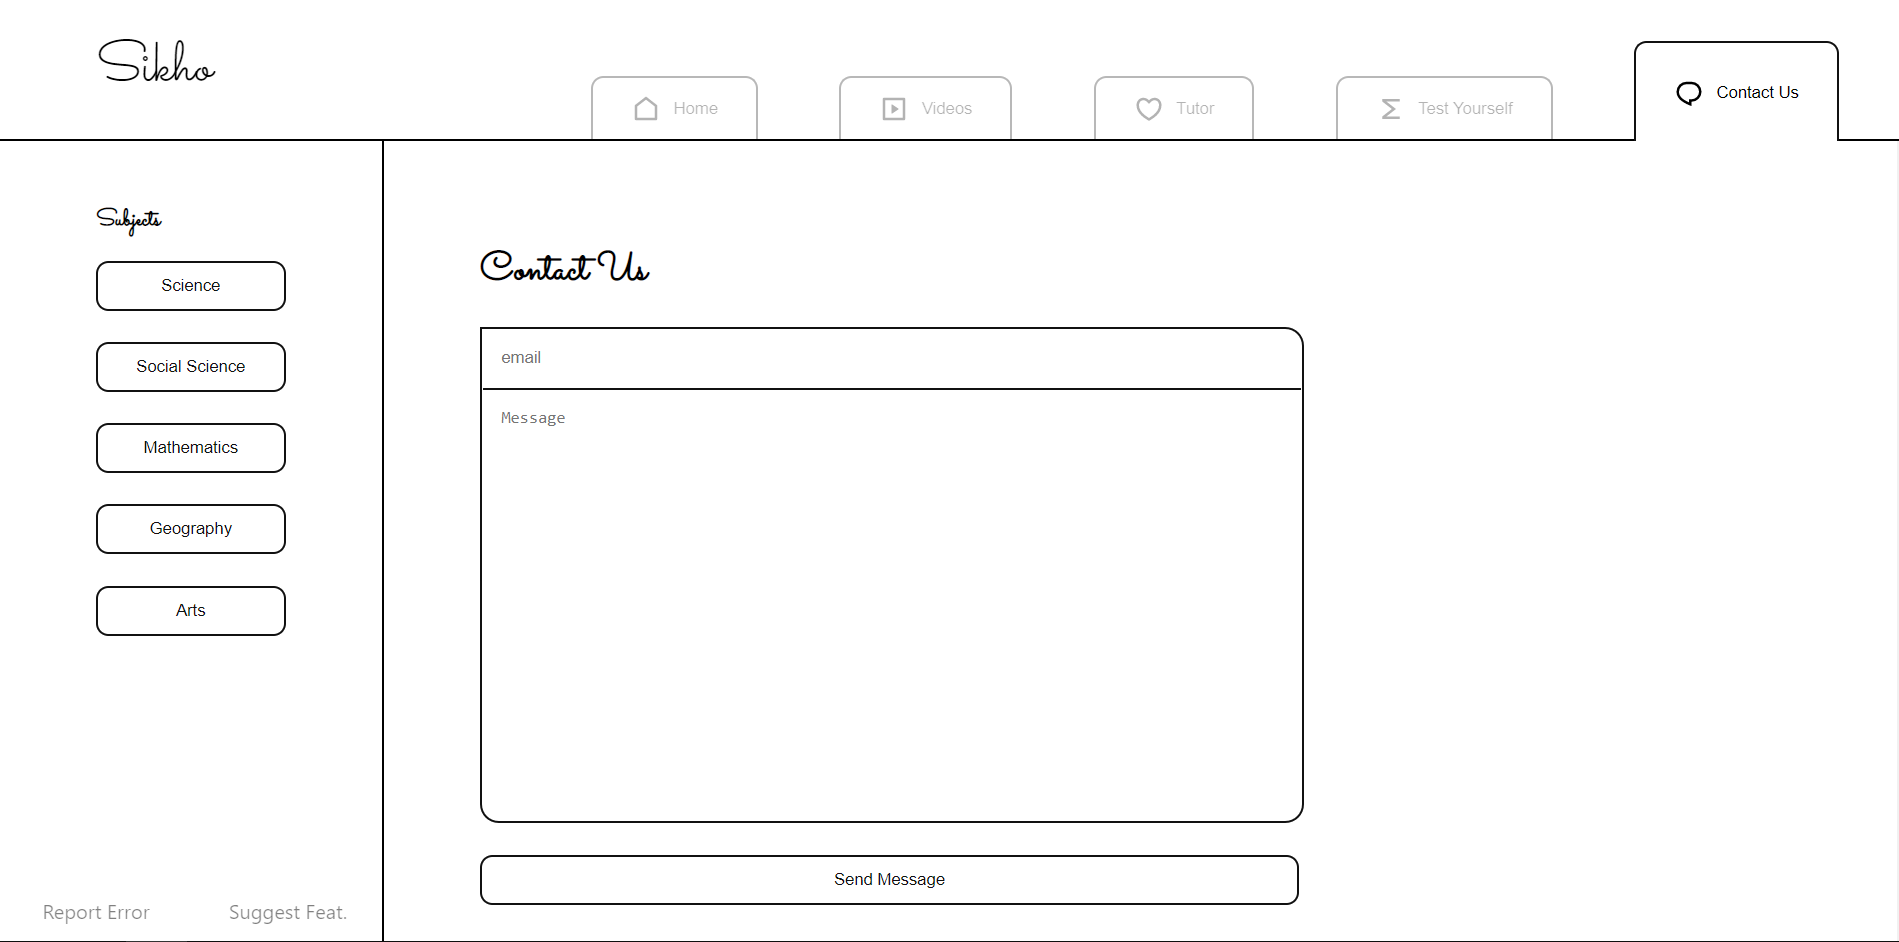 Sikho
Home
Videos
Tutor
Test Yourself
Contact Us
Subjects
Science
Social Science
Mathematics
Geography
Arts
Report Error
Suggest Feat.
Contact Us
email
Message
Send Message